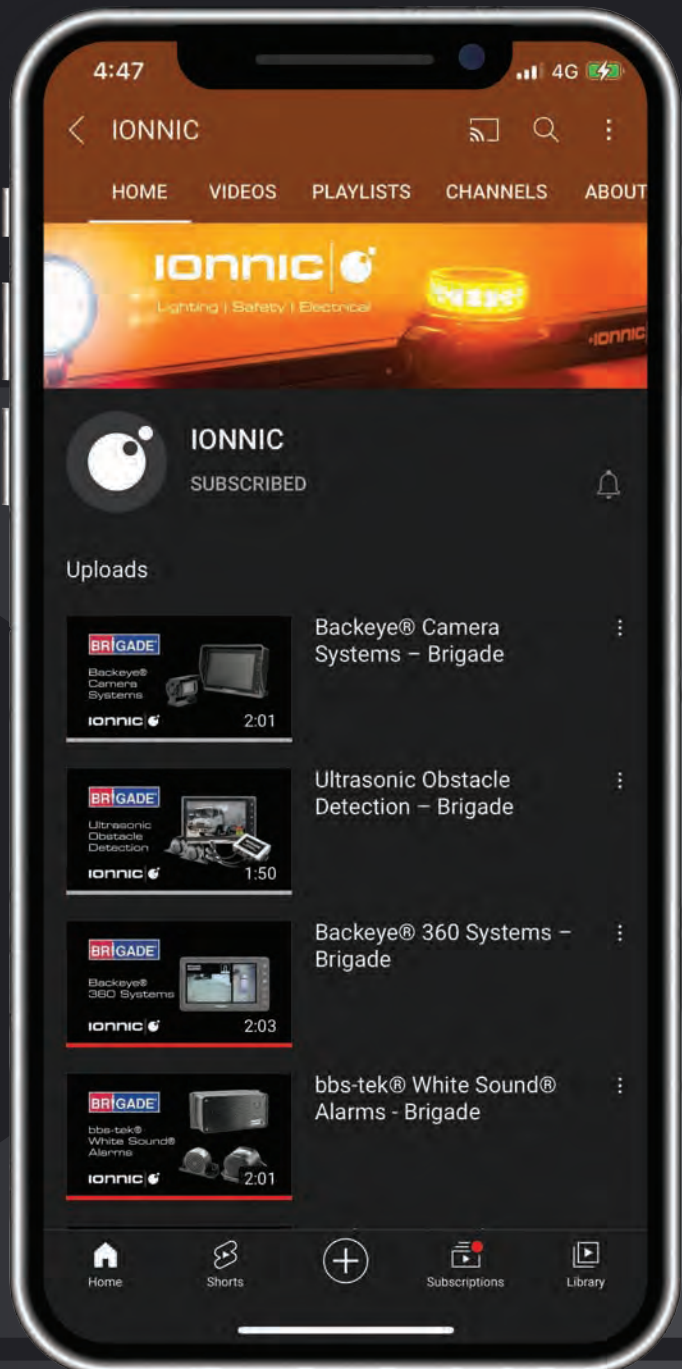 4:47
4G
IONNIC
HOME VIDEOS PLAYLISTS CHANNELS ABOUT
IONNIC
Lighting | Safety | Electrical
IONNIC
IONNIC
SUBSCRIBED
Uploads
BRIGADE
Backeye®
Camera
Systems
IONNIC
2:01
Backeye® Camera
Systems – Brigade
BRIGADE
Ultrasonic
Obstacle
Detection
IONNIC
1:50
Ultrasonic Obstacle
Detection – Brigade
BRIGADE
Backeye®
360 Systems
IONNIC
2:03
Backeye® 360 Systems –
Brigade
BRIGADE
bbs-tek®
White Sound®
Alarms
IONNIC
2:01
bbs-tek® White Sound®
Alarms - Brigade
Home Shorts Subscriptions Library